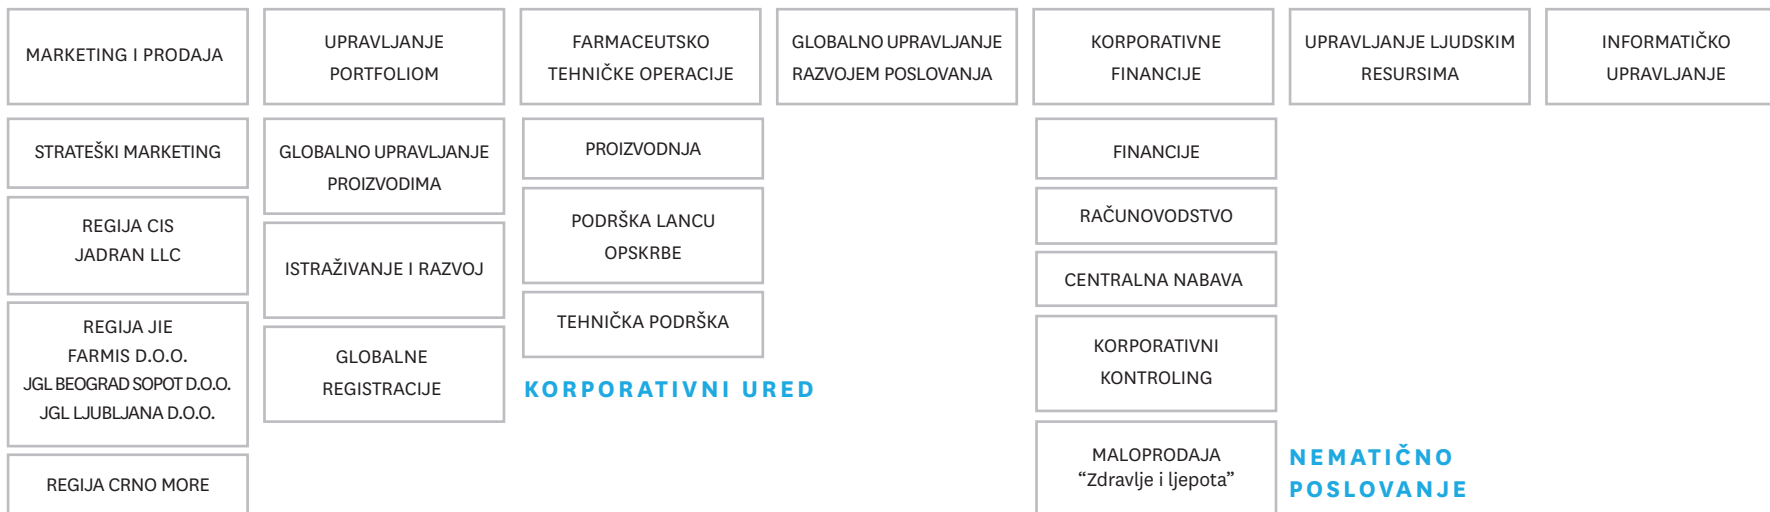 MARKETING I PRODAJA
UPRAVLJANJE
PORTFOLIOM
FARMACEUTSKO
TEHNIČKE OPERACIJE
GLOBALNO UPRAVLJANJE
RAZVOJEM POSLOVANJA
KORPORATIVNE
FINANCIJE
UPRAVLJANJE LJUDSKIM
RESURSIMA
INFORMATIČKO
UPRAVLJANJE
STRATEŠKI MARKETING
REGIJA CIS
JADRAN LLC
REGIJA JIE
FARMIS D.O.O.
JGL BEOGRAD SOPOT D.O.O.
JGL LJUBLJANA D.O.O.
REGIJA CRNO MORE
GLOBALNO UPRAVLJANJE
PROIZVODIMA
ISTRAŽIVANJE I RAZVOJ
GLOBALNE
REGISTRACIJE
PROIZVODNJA
PODRŠKA LANCU
OPSKRBE
TEHNIČKA PODRŠKA
KORPORATIVNI URED
FINANCIJE
RAČUNOVODSTVO
CENTRALNA NABAVA
KORPORATIVNI
KONTROLING
MALOPRODAJA
“Zdravlje i ljepota”
NEMATIČNO
POSLOVANJE